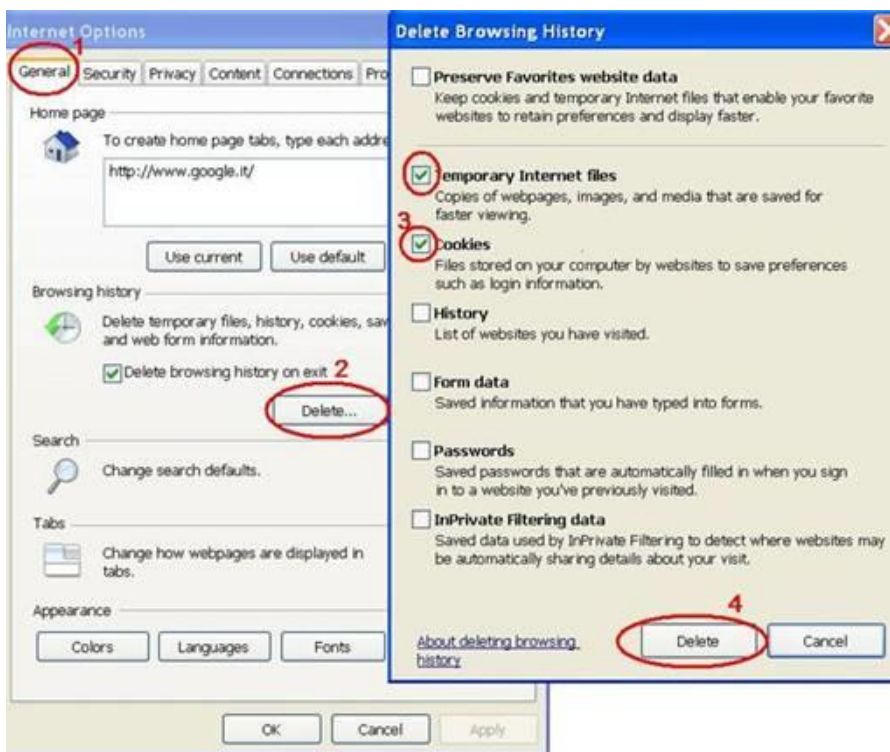 Internet Options
1
General Security Privacy Content Connections Pro
Home page
To create home page tabs, type each addre
http://www.google.it/
Use current Use default
Browsing history
Delete temporary files, history, cookies, sav
and web form information.
Delete browsing history on exit 2
Delete...
Search
Change search defaults.
Tabs
Change how webpages are displayed in
tabs.
Appearance
Colors Languages Fonts
OK Cancel Apply
Delete Browsing History
Preserve Favorites website data
Keep cookies and temporary Internet files that enable your favorite
websites to retain preferences and display faster.
Temporary Internet files
Copies of webpages, images, and media that are saved for
faster viewing.
3
Cookies
Files stored on your computer by websites to save preferences
such as login information.
History
List of websites you have visited.
Form data
Saved information that you have typed into forms.
Passwords
Saved passwords that are automatically filled in when you sign
in to a website you've previously visited.
InPrivate Filtering data
Saved data used by InPrivate Filtering to detect where websites may
be automatically sharing details about your visit.
4
About deleting browsing
history
Delete Cancel